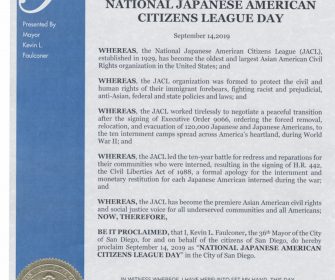 NATIONAL JAPANESE AMERICAN
CITIZENS LEAGUE DAY
Presented By
Mayor
Kevin L.
Faulconer
September 14,2019
WHEREAS, the National Japanese American Citizens League (JACL),
established in 1929, has become the oldest and largest Asian American Civil
Rights organization in the United States; and
WHEREAS, the JACL organization was formed to protect the civil and
human rights of their immigrant forebears, fighting racist and prejudicial,
anti-Asian, federal and state policies and laws; and
WHEREAS, the JACL worked tirelessly to negotiate a peaceful transition
after the signing of Executive Order 9066, ordering the forced removal,
relocation, and evacuation of 120,000 Japanese and Japanese Americans, to
the ten internment camps spread across America's heartland, during
World War II; and
WHEREAS, the JACL led the ten-year battle for redress and reparations for
their communities who were interned, resulting in the signing of H.R. 442,
the Civil Liberties Act of 1988, a formal apology for the internment and
monetary restitution for each Japanese American interned during the war;
and
WHEREAS, the JACL has become the premiere Asian American civil rights
and social justice voice for all underserved communities and all Americans;
NOW, THEREFORE,
BE IT PROCLAIMED, that I, Kevin L. Faulconer, the 36th Mayor of the City
of San Diego, for and on behalf of the citizens of San Diego, do hereby
proclaim September 14, 2019 as "NATIONAL JAPANESE AMERICAN
CITIZENS LEAGUE DAY" in the City of San Diego.
IN WITNESS WHEREOF, I HAVE HEREUNTO SET MY HAND, THIS